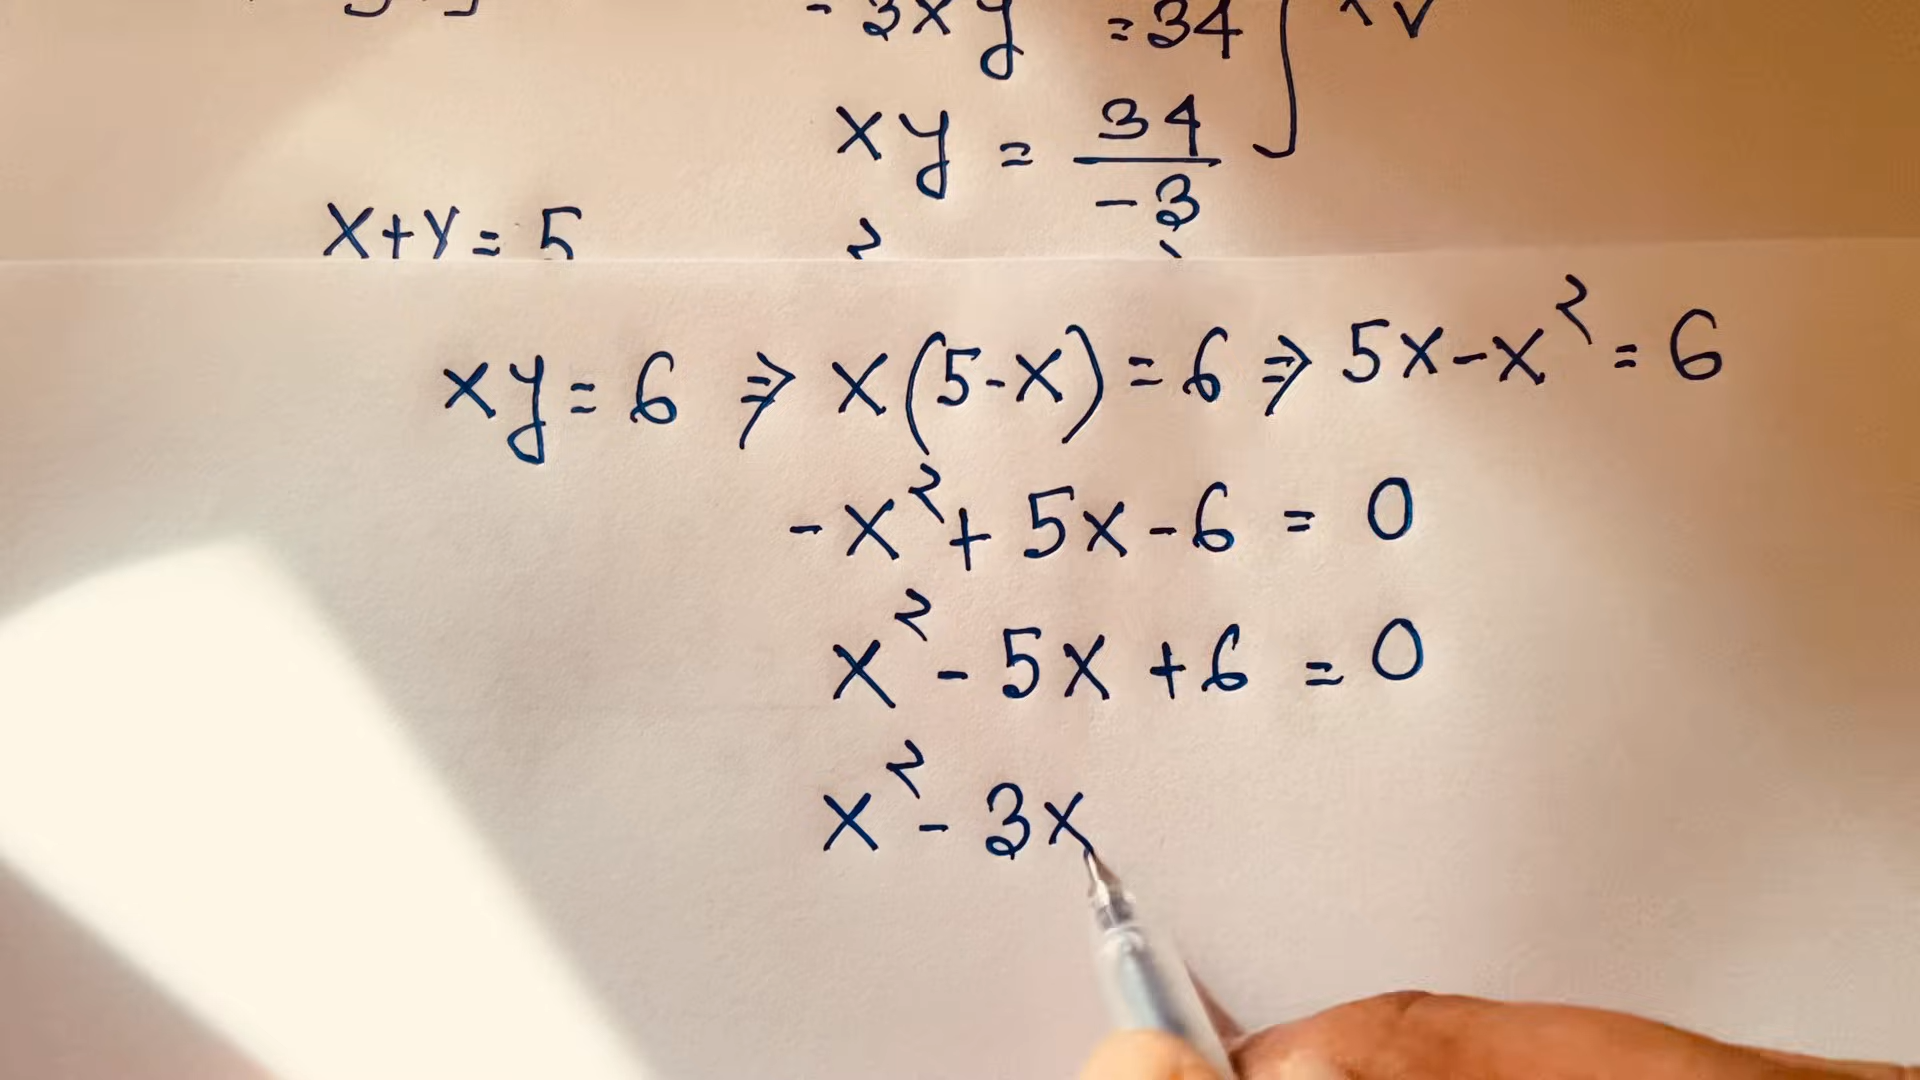 - 3xy = 34
xy = 34/-3
x+y = 5
xy = 6 ⇒ x(5-x) = 6 ⇒ 5x - x² = 6
-x² + 5x - 6 = 0
x² - 5x + 6 = 0
x² - 3x